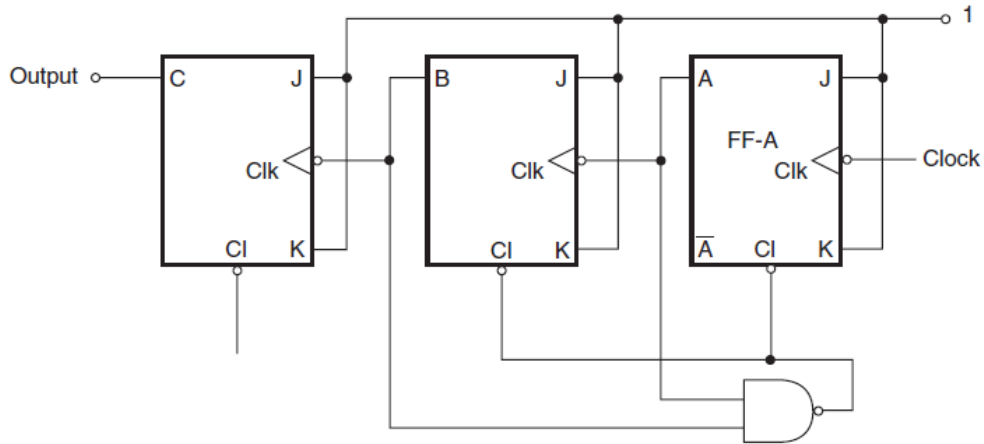 1
Output C J B J A J
FF-A
Clk Clk Clk Clock
Cl K Cl K A̅ Cl K